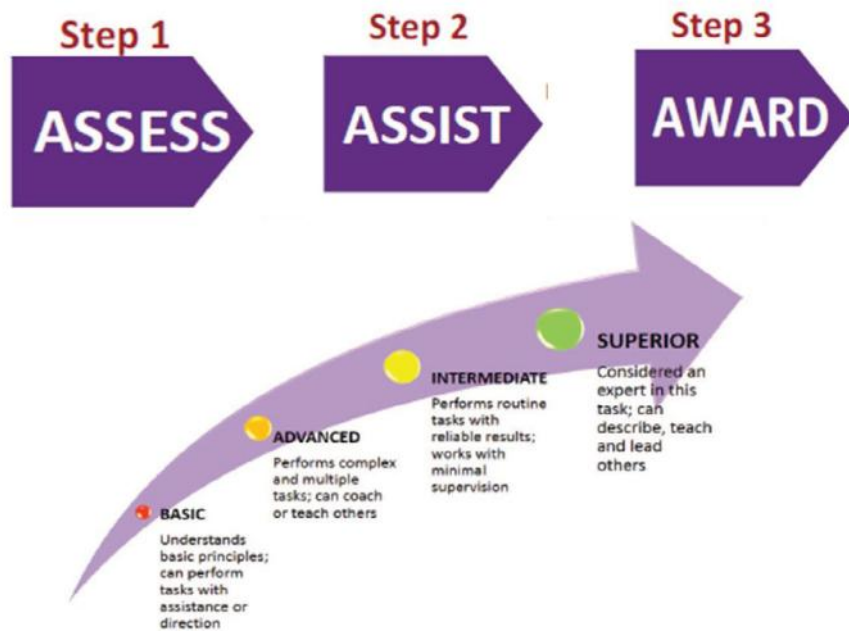 Step 1
Step 2
Step 3
ASSESS
ASSIST
AWARD
SUPERIOR
Considered an
expert in this
task; can
describe, teach
and lead
others
INTERMEDIATE
Performs routine
tasks with
reliable results;
works with
minimal
supervision
ADVANCED
Performs complex
and multiple
tasks; can coach
or teach others
BASIC
Understands
basic principles;
can perform
tasks with
assistance or
direction